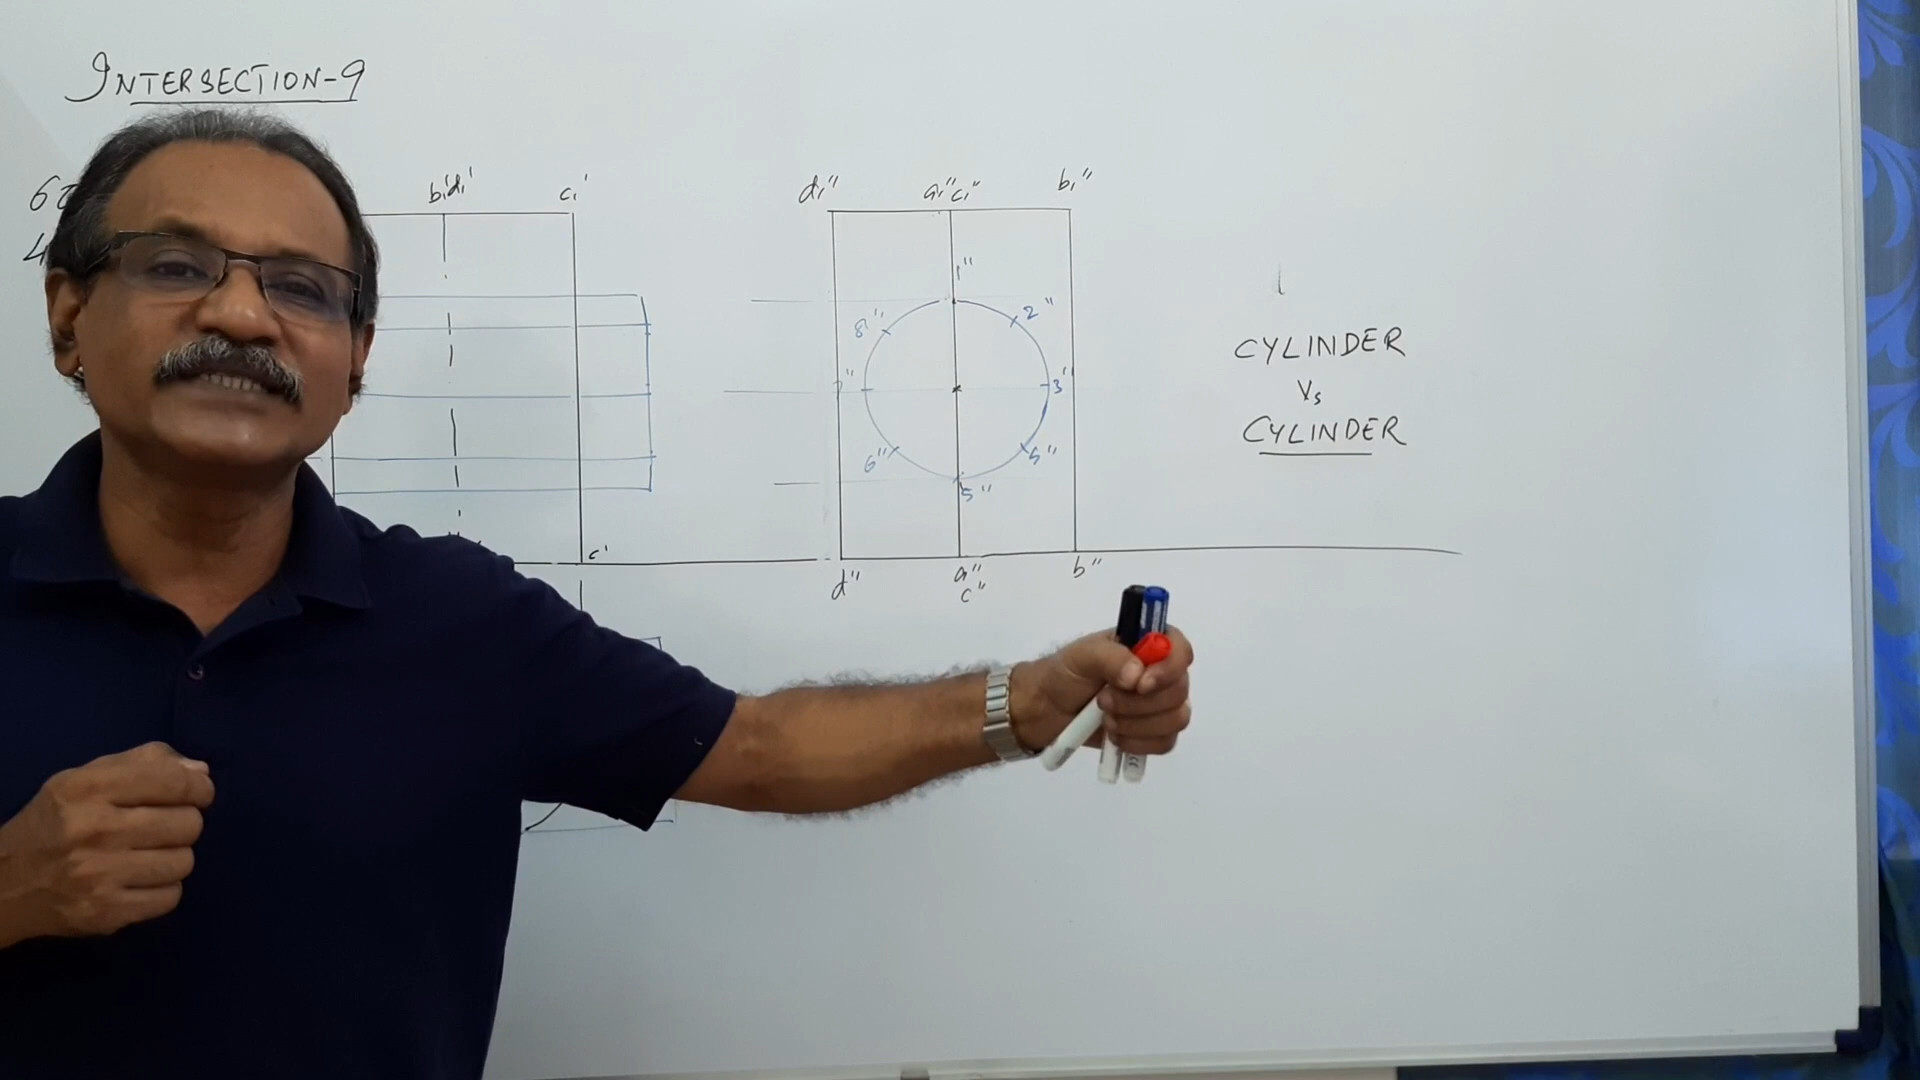 INTERSECTION-9
b₁'d₁' c₁' d₁" a₁" c₁" b₁"
1"
8" 2"
7" 3"
6" 5"
5"
c'
d" a" b"
c"
CYLINDER
Vs
CYLINDER